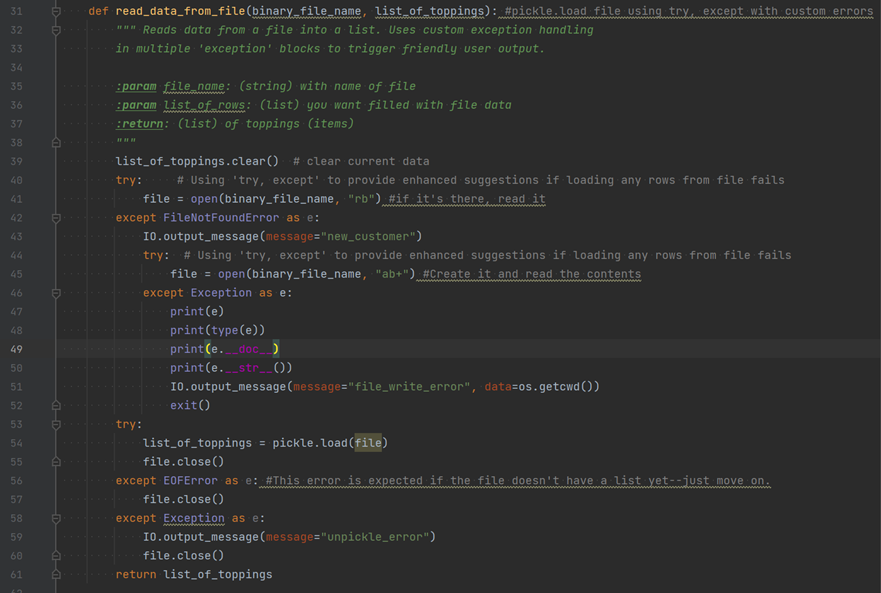 31 def read_data_from_file(binary_file_name, list_of_toppings): #pickle.load file using try, except with custom errors
32 """ Reads data from a file into a list. Uses custom exception handling
33 in multiple 'exception' blocks to trigger friendly user output.
34
35 :param file_name: (string) with name of file
36 :param list_of_rows: (list) you want filled with file data
37 :return: (list) of toppings (items)
38 """
39 list_of_toppings.clear()  # clear current data
40 try:     # Using 'try, except' to provide enhanced suggestions if loading any rows from file fails
41 file = open(binary_file_name, "rb") #if it's there, read it
42 except FileNotFoundError as e:
43 IO.output_message(message="new_customer")
44 try:  # Using 'try, except' to provide enhanced suggestions if loading any rows from file fails
45 file = open(binary_file_name, "ab+") #Create it and read the contents
46 except Exception as e:
47 print(e)
48 print(type(e))
49 print(e.__doc__)
50 print(e.__str__())
51 IO.output_message(message="file_write_error", data=os.getcwd())
52 exit()
53 try:
54 list_of_toppings = pickle.load(file)
55 file.close()
56 except EOFError as e: #This error is expected if the file doesn't have a list yet--just move on.
57 file.close()
58 except Exception as e:
59 IO.output_message(message="unpickle_error")
60 file.close()
61 return list_of_toppings